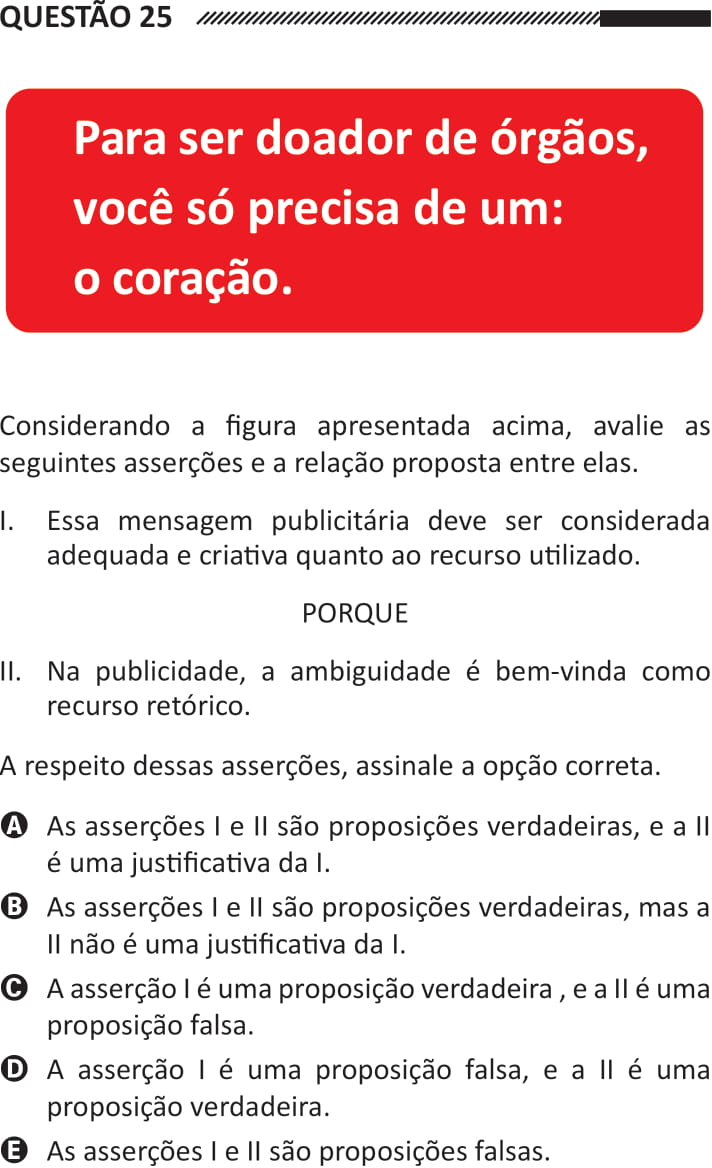 QUESTÃO 25
Para ser doador de órgãos,
você só precisa de um:
o coração.
Considerando a figura apresentada acima, avalie as
seguintes asserções e a relação proposta entre elas.
I. Essa mensagem publicitária deve ser considerada
adequada e criativa quanto ao recurso utilizado.
PORQUE
II. Na publicidade, a ambiguidade é bem-vinda como
recurso retórico.
A respeito dessas asserções, assinale a opção correta.
A As asserções I e II são proposições verdadeiras, e a II
é uma justificativa da I.
B As asserções I e II são proposições verdadeiras, mas a
II não é uma justificativa da I.
C A asserção I é uma proposição verdadeira , e a II é uma
proposição falsa.
D A asserção I é uma proposição falsa, e a II é uma
proposição verdadeira.
E As asserções I e II são proposições falsas.